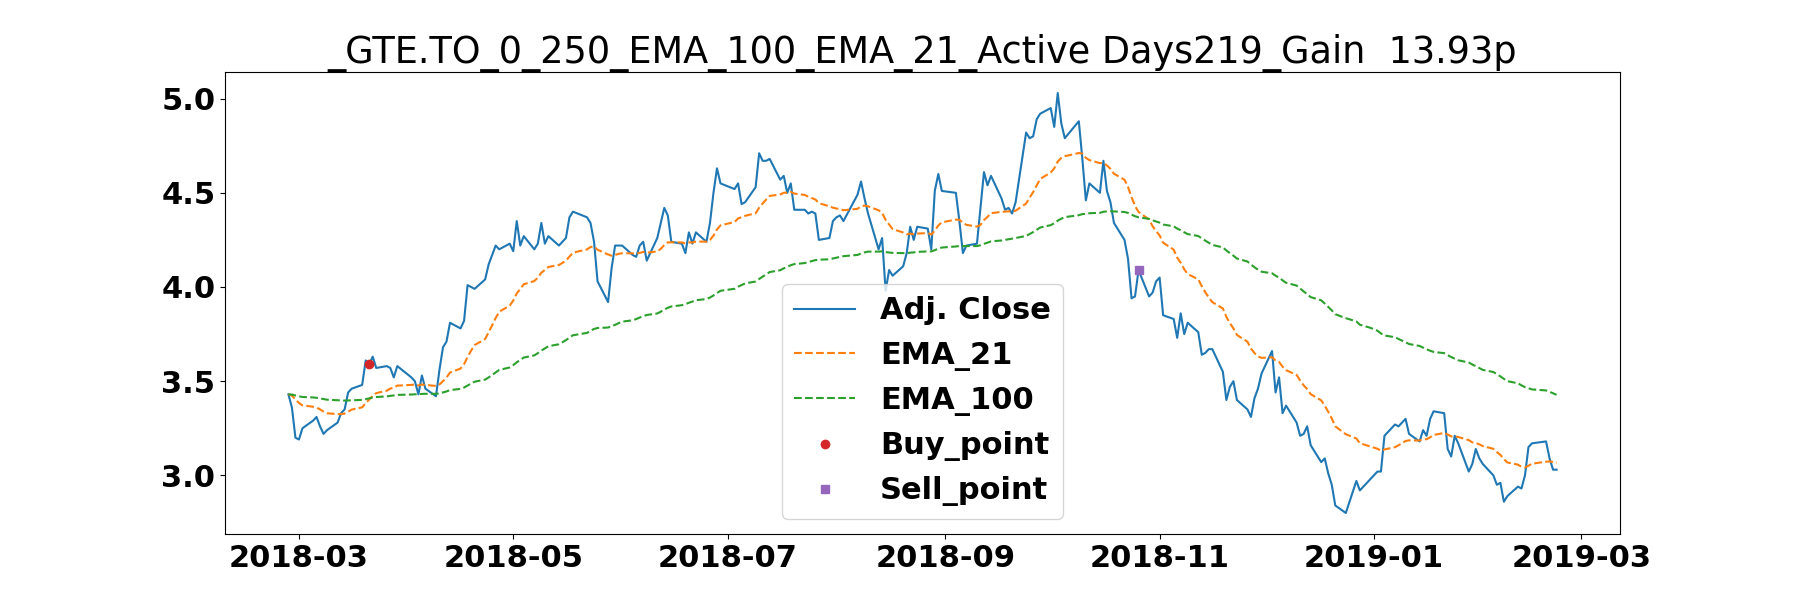 _GTE.TO_0_250_EMA_100_EMA_21_Active Days219_Gain  13.93p
5.0
4.5
4.0
3.5
3.0
Adj. Close
EMA_21
EMA_100
Buy_point
Sell_point
2018-03 2018-05 2018-07 2018-09 2018-11 2019-01 2019-03